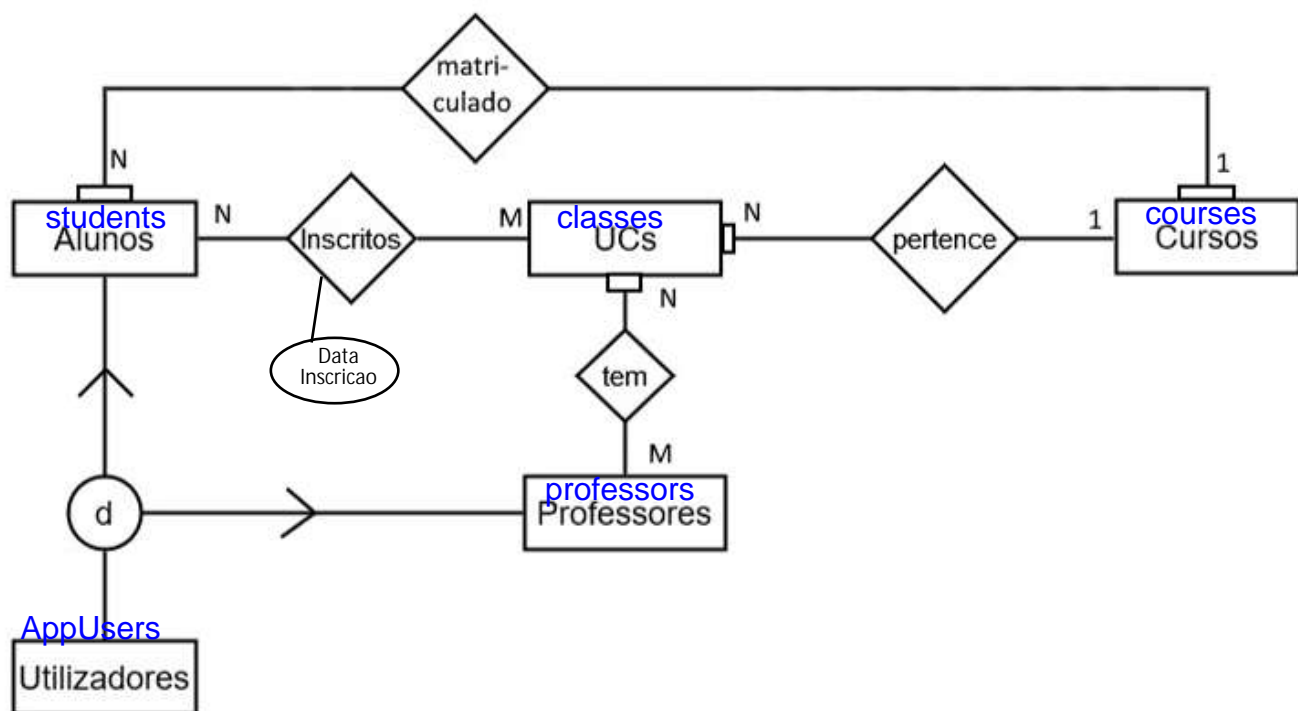 matri-
culado
N
1
students
Alunos
N
Inscritos
M
classes
UCs
N
pertence
1
courses
Cursos
Data
Inscricao
N
tem
M
d
professors
Professores
AppUsers
Utilizadores